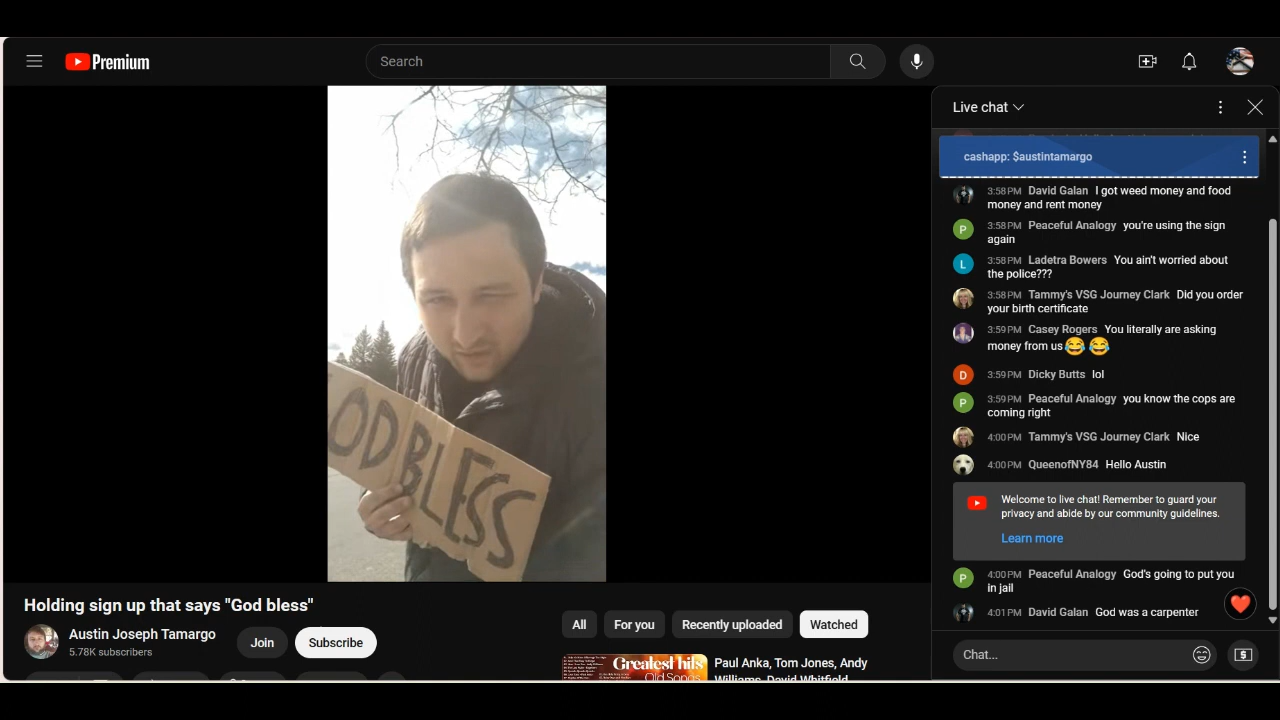 Premium
Search
GOD BLESS
Holding sign up that says "God bless"
Austin Joseph Tamargo
5.78K subscribers
Join
Subscribe
All
For you
Recently uploaded
Watched
Greatest hits
Old Songs
Paul Anka, Tom Jones, Andy
Williams, David Whitfield
Live chat
cashapp: $austintamargo
3:58 PM David Galan I got weed money and food
money and rent money
3:58 PM Peaceful Analogy you're using the sign
again
3:58 PM Ladetra Bowers You ain't worried about
the police???
3:58 PM Tammy's VSG Journey Clark Did you order
your birth certificate
3:59 PM Casey Rogers You literally are asking
money from us 😂 😂
3:59 PM Dicky Butts lol
3:59 PM Peaceful Analogy you know the cops are
coming right
4:00 PM Tammy's VSG Journey Clark Nice
4:00 PM QueenofNY84 Hello Austin
Welcome to live chat! Remember to guard your
privacy and abide by our community guidelines.
Learn more
4:00 PM Peaceful Analogy God's going to put you
in jail
4:01 PM David Galan God was a carpenter
Chat...